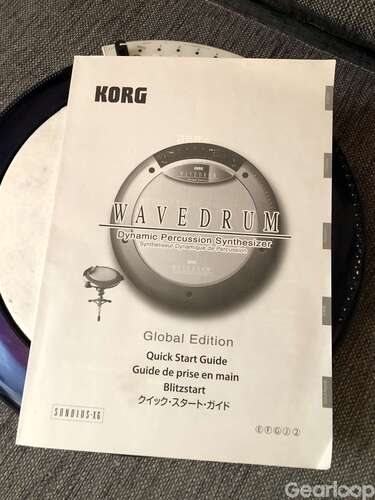 KORG
WAVEDRUM
Dynamic Percussion Synthesizer
Synthétiseur Dynamique de Percussion
Global Edition
Quick Start Guide
Guide de prise en main
Blitzstart
クイック・スタート・ガイド
SONDIUS-XG
Ⓔ Ⓕ Ⓖ Ⓙ ②
Gearloop